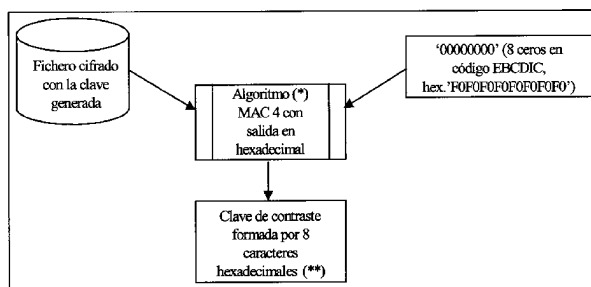 Fichero cifrado
con la clave
generada
'00000000' (8 ceros en
código EBCDIC,
hex.'F0F0F0F0F0F0F0F0')
Algoritmo (*)
MAC 4 con
salida en
hexadecimal
Clave de contraste
formada por 8
caracteres
hexadecimales (**)